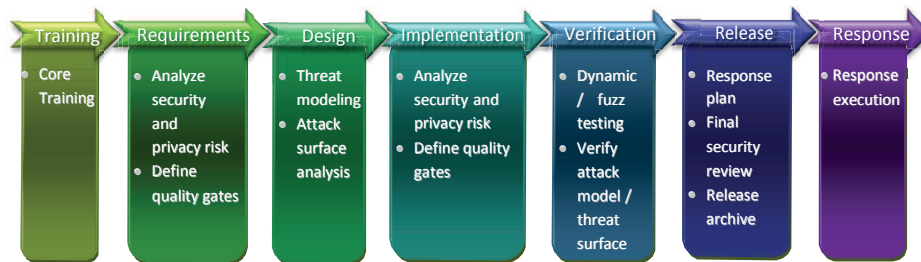 Training
Core
Training
Requirements
Analyze
security
and
privacy risk
Define
quality gates
Design
Threat
modeling
Attack
surface
analysis
Implementation
Analyze
security and
privacy risk
Define quality
gates
Verification
Dynamic
/ fuzz
testing
Verify
attack
model /
threat
surface
Release
Response
plan
Final
security
review
Release
archive
Response
Response
execution